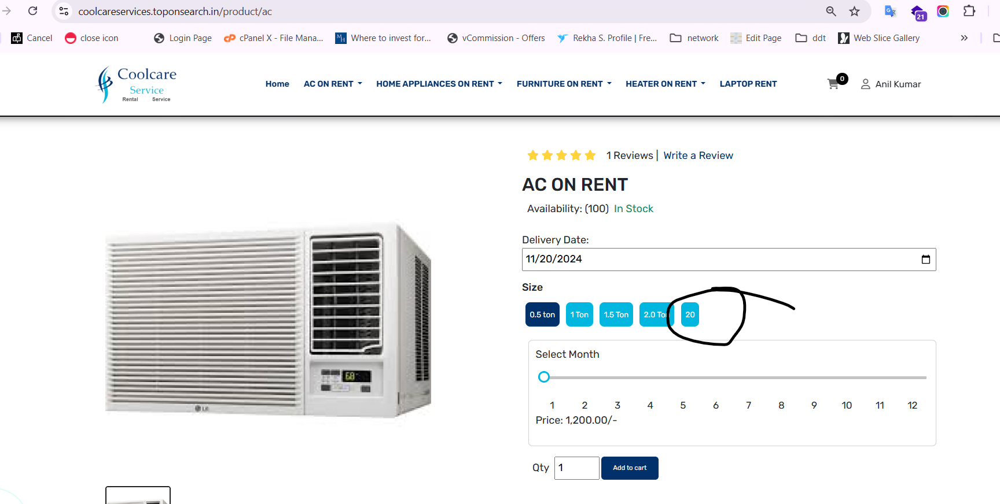 coolcareservices.toponsearch.in/product/ac
21
Cancel close icon Login Page cPanel X - File Mana... Where to invest for... vCommission - Offers Rekha S. Profile | Fre... network Edit Page ddt Web Slice Gallery
Coolcare
Service
Rental Service
Home AC ON RENT HOME APPLIANCES ON RENT FURNITURE ON RENT HEATER ON RENT LAPTOP RENT 0 Anil Kumar
1 Reviews | Write a Review
AC ON RENT
Availability: (100) In Stock
Delivery Date:
11/20/2024
Size
0.5 ton 1 Ton 1.5 Ton 2.0 Ton 20
Select Month
1 2 3 4 5 6 7 8 9 10 11 12
Price: 1,200.00/-
Qty 1 Add to cart
68
LG